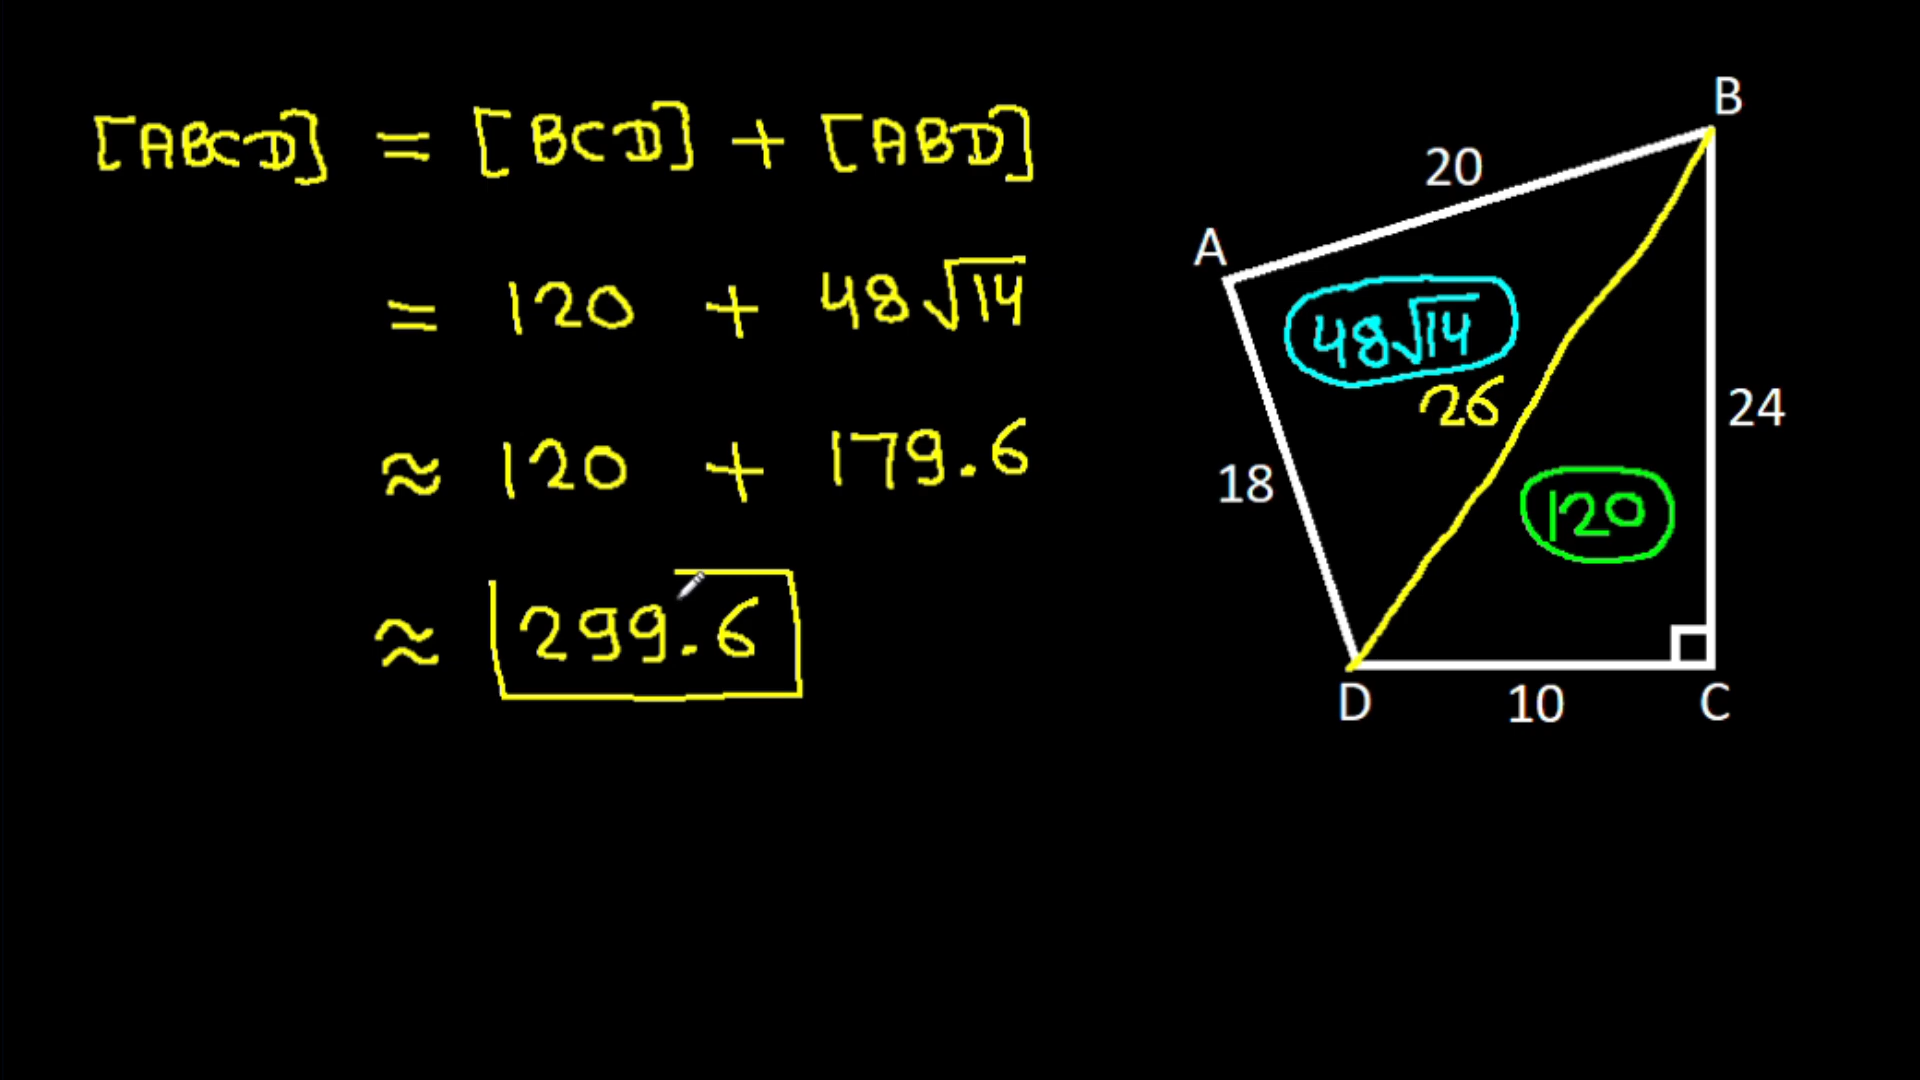 [ABCD] = [BCD] + [ABD]
= 120 + 48√14
≈ 120 + 179.6
≈ 299.6
B
20
A
48√14
26
24
18
120
D
10
C